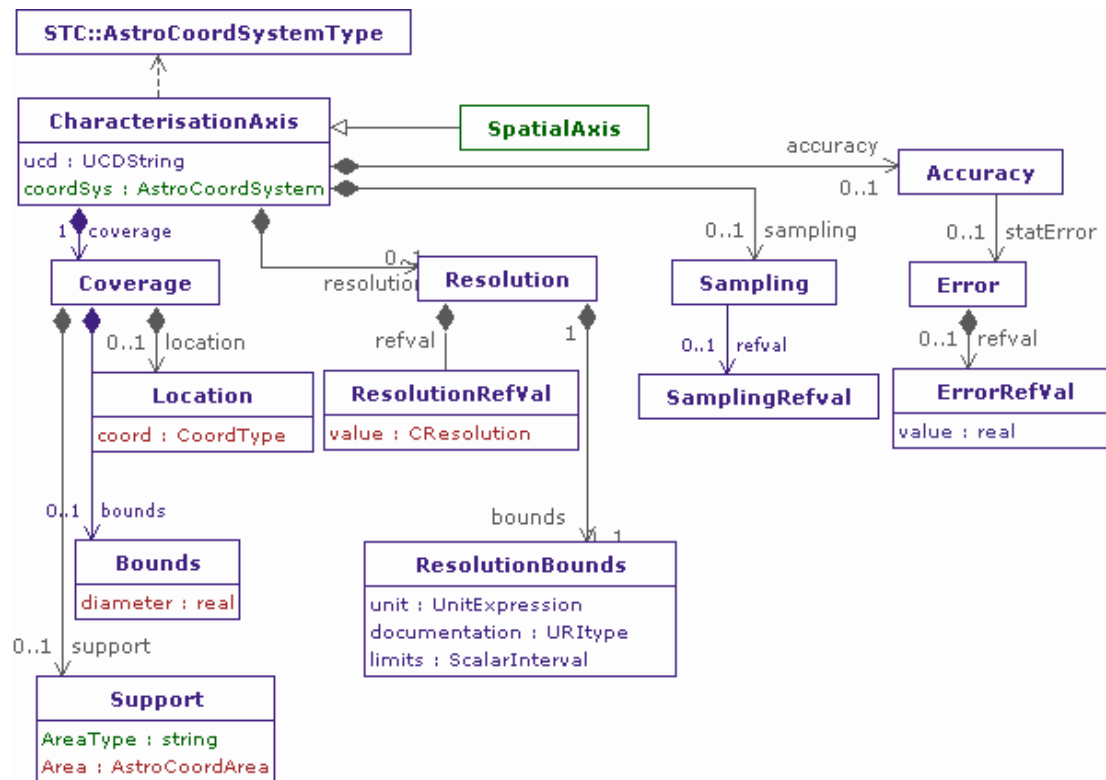 STC::AstroCoordSystemType
CharacterisationAxis
ucd : UCDString
coordSys : AstroCoordSystem
SpatialAxis
accuracy
0..1
Accuracy
1 coverage
0..1 sampling
0..1 statError
Coverage
resolution
Resolution
Sampling
Error
0..1 location
refval
1
0..1 refval
0..1 refval
Location
coord : CoordType
ResolutionRefVal
value : CResolution
SamplingRefval
ErrorRefVal
value : real
0..1 bounds
bounds
Bounds
diameter : real
ResolutionBounds
unit : UnitExpression
documentation : URItype
limits : ScalarInterval
0..1 support
Support
AreaType : string
Area : AstroCoordArea